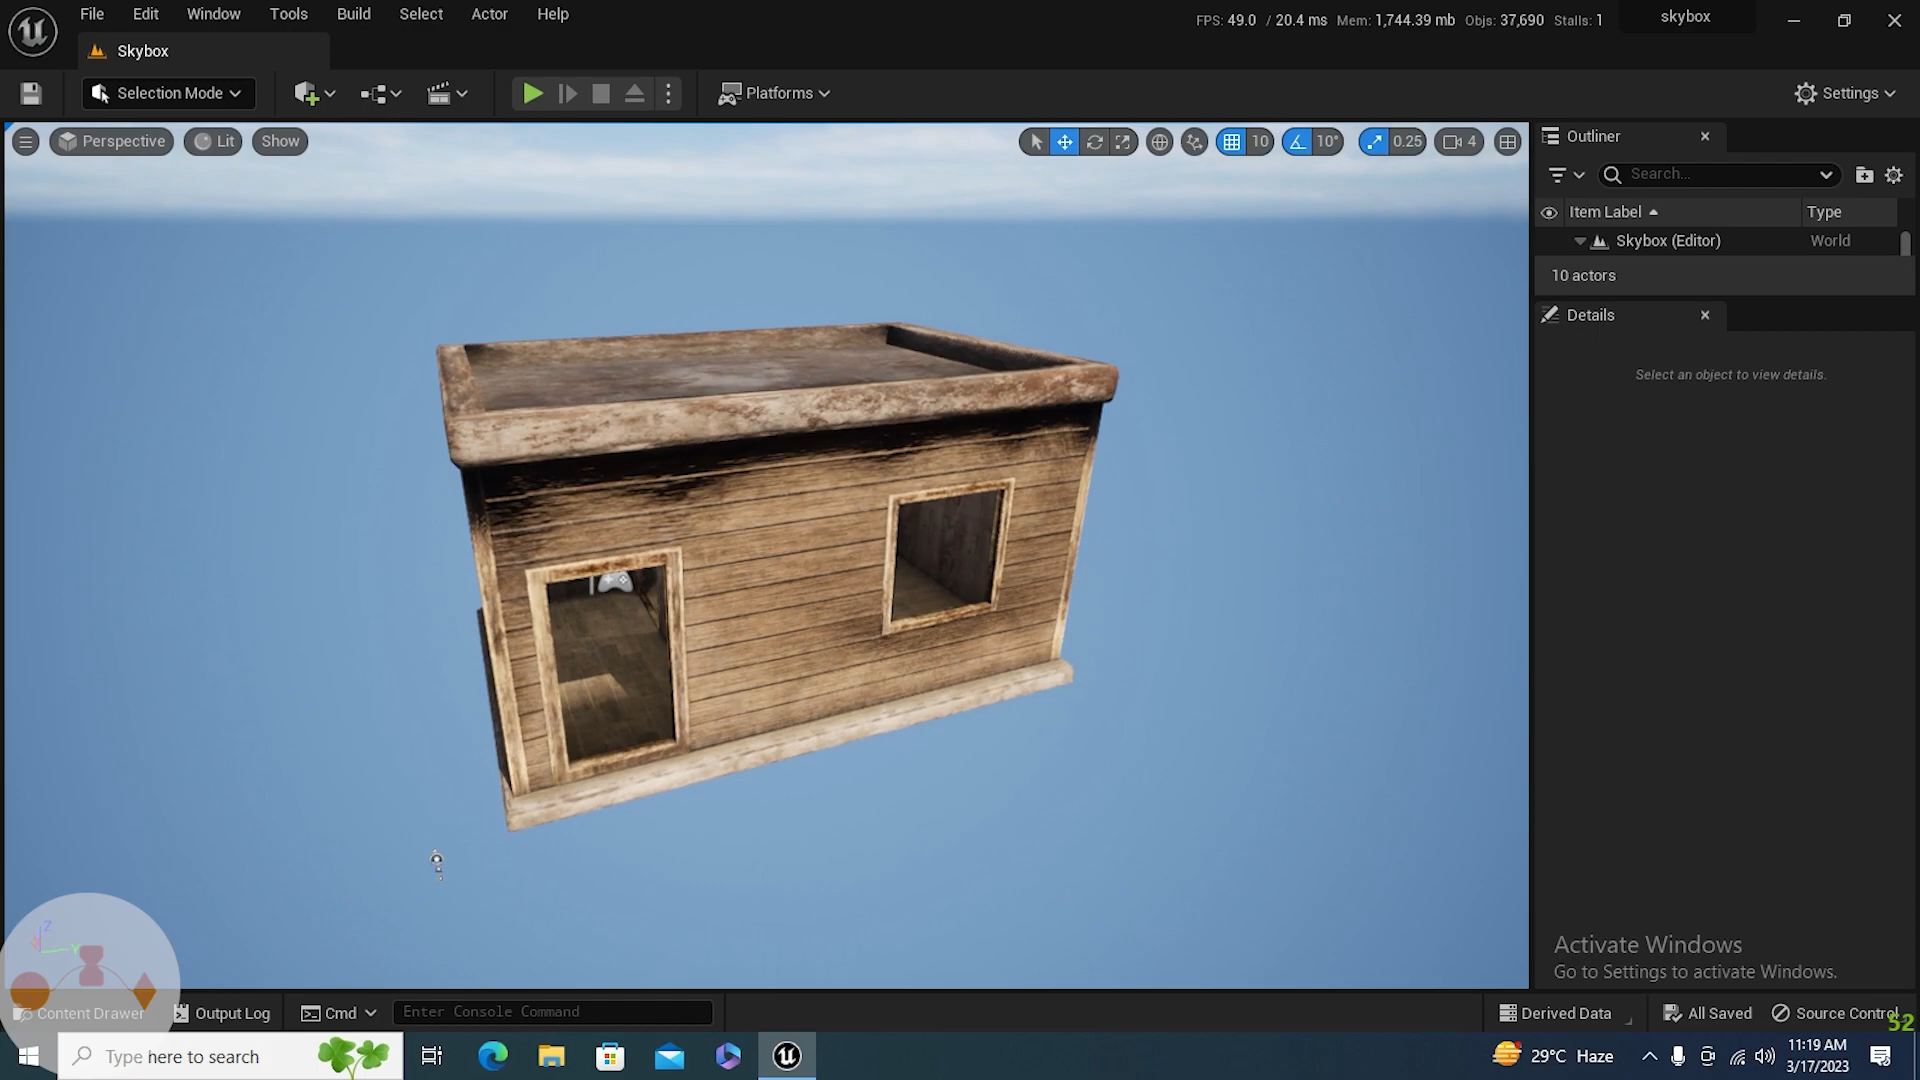 File Edit Window Tools Build Select Actor Help
FPS: 49.0 / 20.4 ms Mem: 1,744.39 mb Objs: 37,690 Stalls: 1
skybox
Skybox
Selection Mode
Platforms
Settings
Perspective Lit Show
10 10° 0.25 4
Outliner
Search...
Item Label Type
Skybox (Editor) World
10 actors
Details
Select an object to view details.
Activate Windows
Go to Settings to activate Windows.
Z
X
Y
Content Drawer Output Log Cmd Enter Console Command
Derived Data All Saved Source Control
52
Type here to search
29°C Haze
11:19 AM
3/17/2023